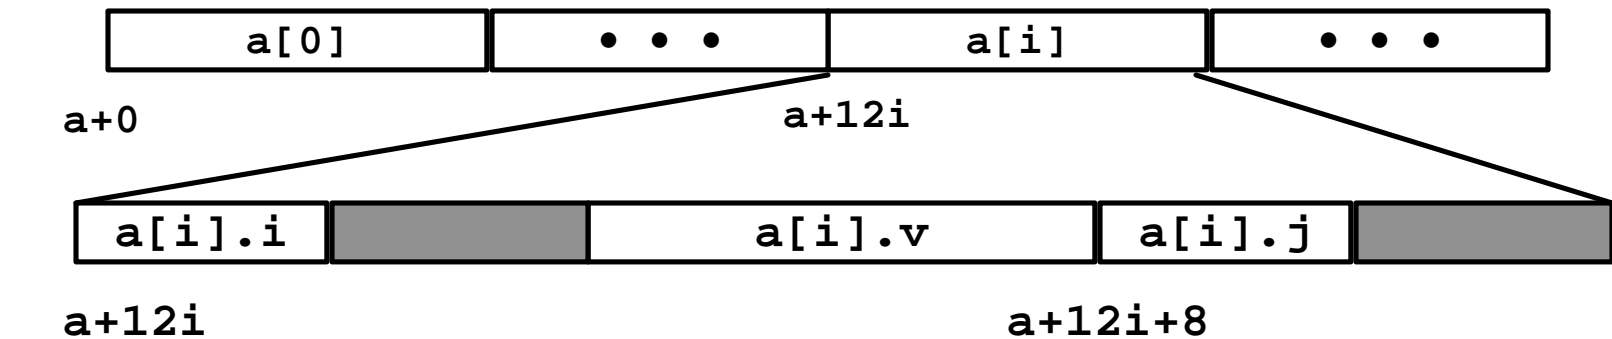 a[0] • • • a[i] • • •
a+0 a+12i
a[i].i a[i].v a[i].j
a+12i a+12i+8